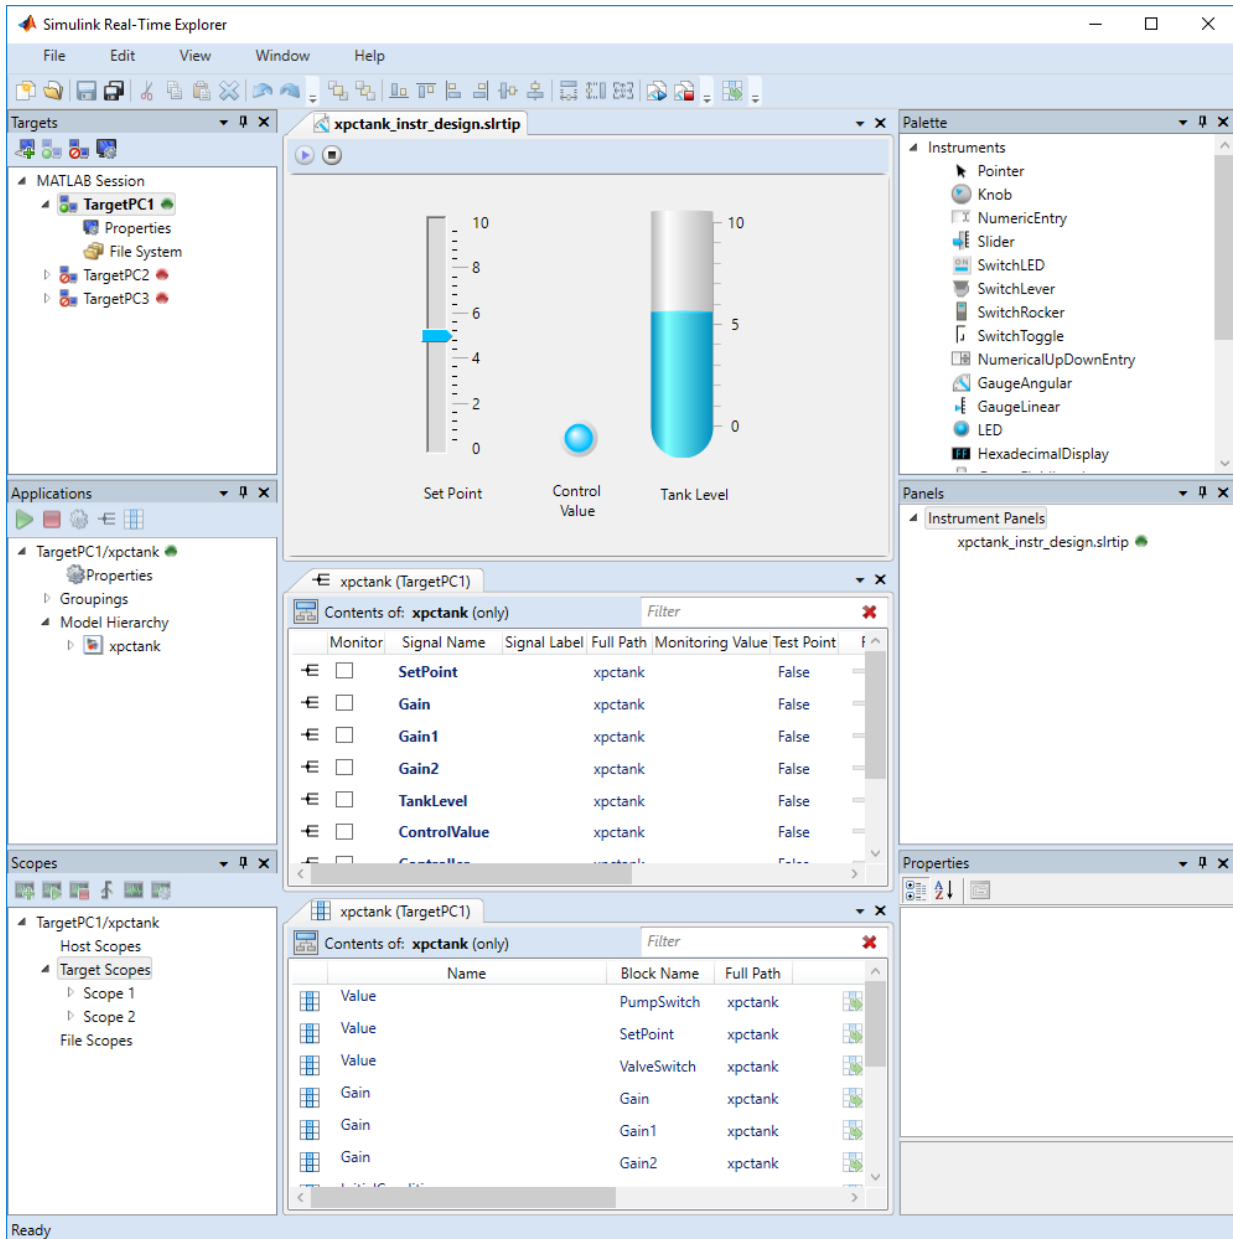 Simulink Real-Time Explorer
File Edit View Window Help
Targets
MATLAB Session
TargetPC1
Properties
File System
TargetPC2
TargetPC3
Applications
TargetPC1/xpctank
Properties
Groupings
Model Hierarchy
xpctank
Scopes
TargetPC1/xpctank
Host Scopes
Target Scopes
Scope 1
Scope 2
File Scopes
xpctank_instr_design.slrtip
10
8
6
4
2
0
Set Point
Control
Value
10
5
0
Tank Level
xpctank (TargetPC1)
Contents of: xpctank (only) Filter
Monitor Signal Name Signal Label Full Path Monitoring Value Test Point
SetPoint xpctank False
Gain xpctank False
Gain1 xpctank False
Gain2 xpctank False
TankLevel xpctank False
ControlValue xpctank False
xpctank (TargetPC1)
Contents of: xpctank (only) Filter
Name Block Name Full Path
Value PumpSwitch xpctank
Value SetPoint xpctank
Value ValveSwitch xpctank
Gain Gain xpctank
Gain Gain1 xpctank
Gain Gain2 xpctank
Palette
Instruments
Pointer
Knob
NumericEntry
Slider
SwitchLED
SwitchLever
SwitchRocker
SwitchToggle
NumericalUpDownEntry
GaugeAngular
GaugeLinear
LED
HexadecimalDisplay
Panels
Instrument Panels
xpctank_instr_design.slrtip
Properties
Ready